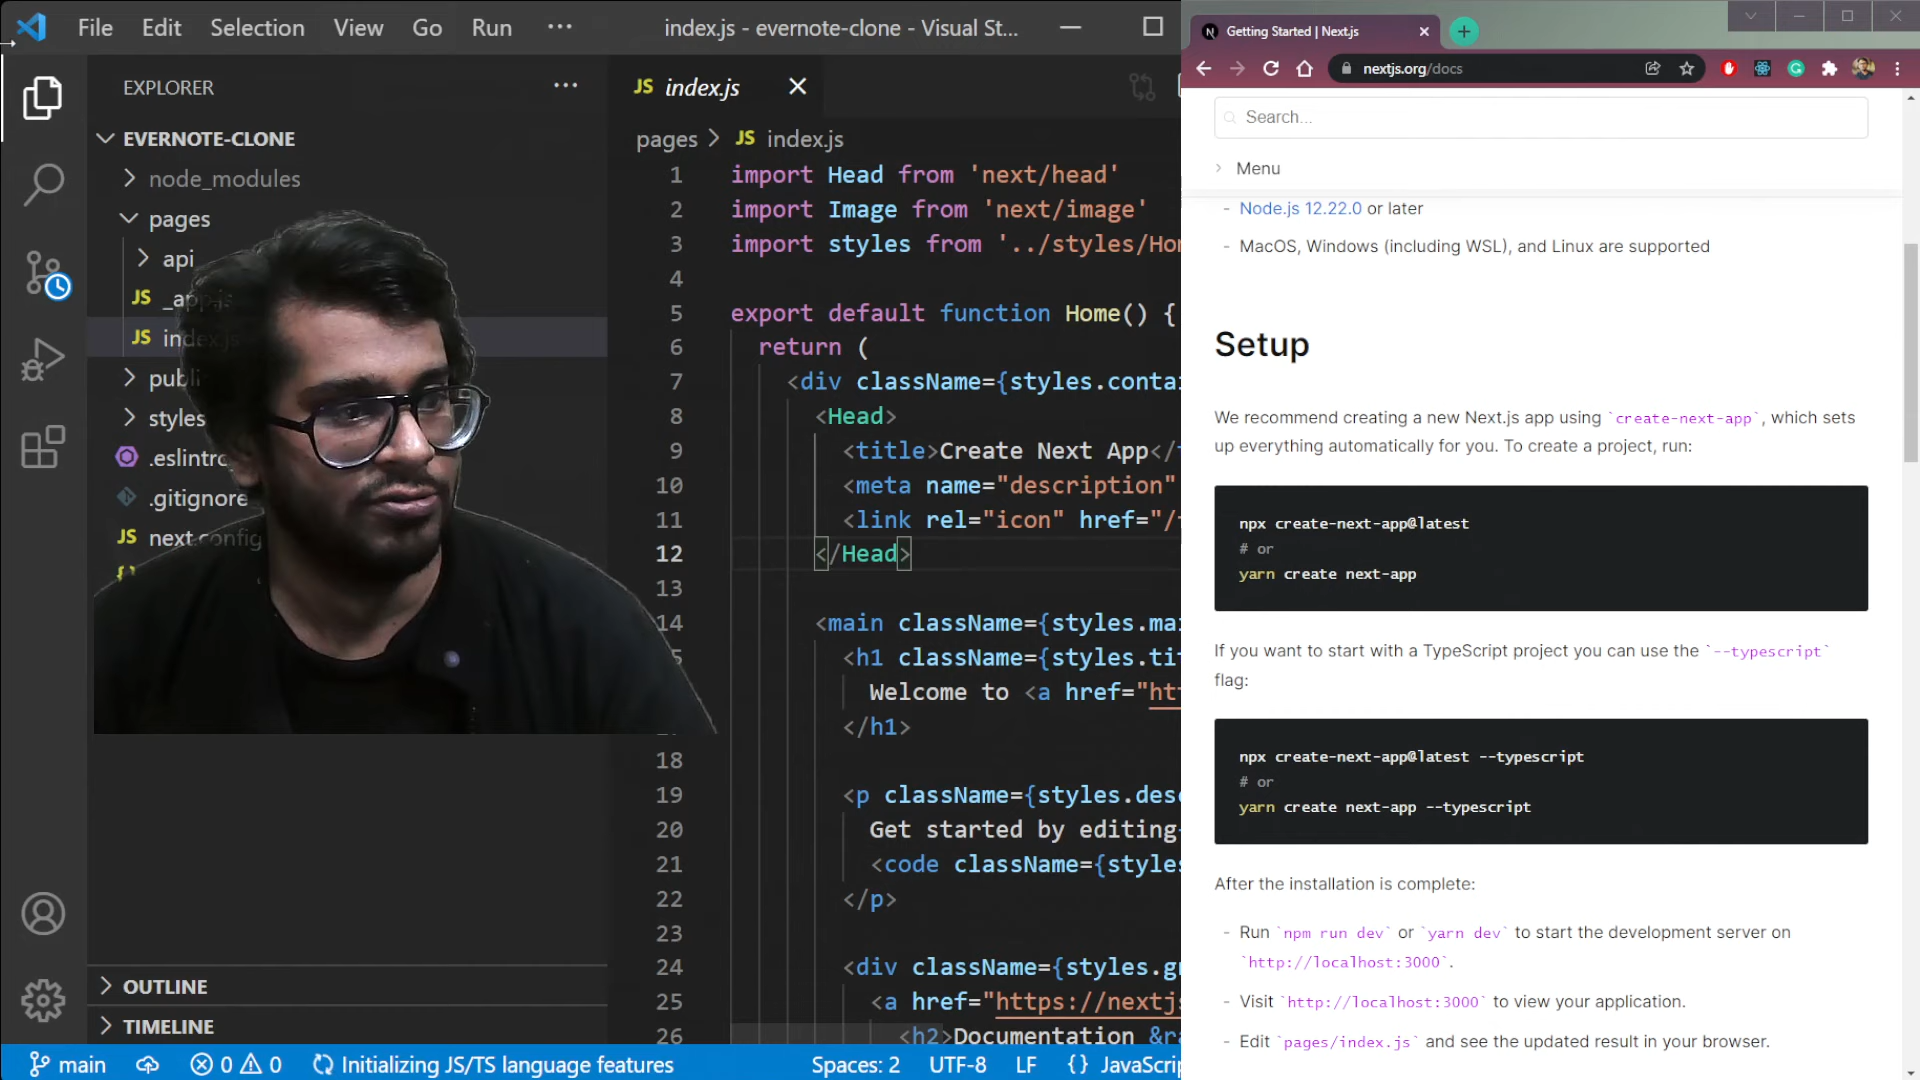 File Edit Selection View Go Run ···
index.js - evernote-clone - Visual St...
EXPLORER
EVERNOTE-CLONE
node_modules
pages
api
_app.js
index.js
publi
styles
.eslintrc
.gitignore
next.config
OUTLINE
TIMELINE
JS index.js
pages > JS index.js
1 import Head from 'next/head'
2 import Image from 'next/image'
3 import styles from '../styles/Ho
4
5 export default function Home() {
6 return (
7 <div className={styles.conta
8 <Head>
9 <title>Create Next App</
10 <meta name="description"
11 <link rel="icon" href="/
12 </Head>
13
14 <main className={styles.mai
5 <h1 className={styles.tit
Welcome to <a href="ht
</h1>
18
19 <p className={styles.desc
20 Get started by editing
21 <code className={styles
22 </p>
23
24 <div className={styles.g
25 <a href="https://nextj
26 <h2>Documentation &ra
main 0 0 Initializing JS/TS language features Spaces: 2 UTF-8 LF {} JavaScri
Getting Started | Next.js
nextjs.org/docs
Search...
Menu
- Node.js 12.22.0 or later
- MacOS, Windows (including WSL), and Linux are supported
Setup
We recommend creating a new Next.js app using `create-next-app`, which sets
up everything automatically for you. To create a project, run:
npx create-next-app@latest
# or
yarn create next-app
If you want to start with a TypeScript project you can use the `--typescript`
flag:
npx create-next-app@latest --typescript
# or
yarn create next-app --typescript
After the installation is complete:
- Run `npm run dev` or `yarn dev` to start the development server on
`http://localhost:3000`.
- Visit `http://localhost:3000` to view your application.
- Edit `pages/index.js` and see the updated result in your browser.